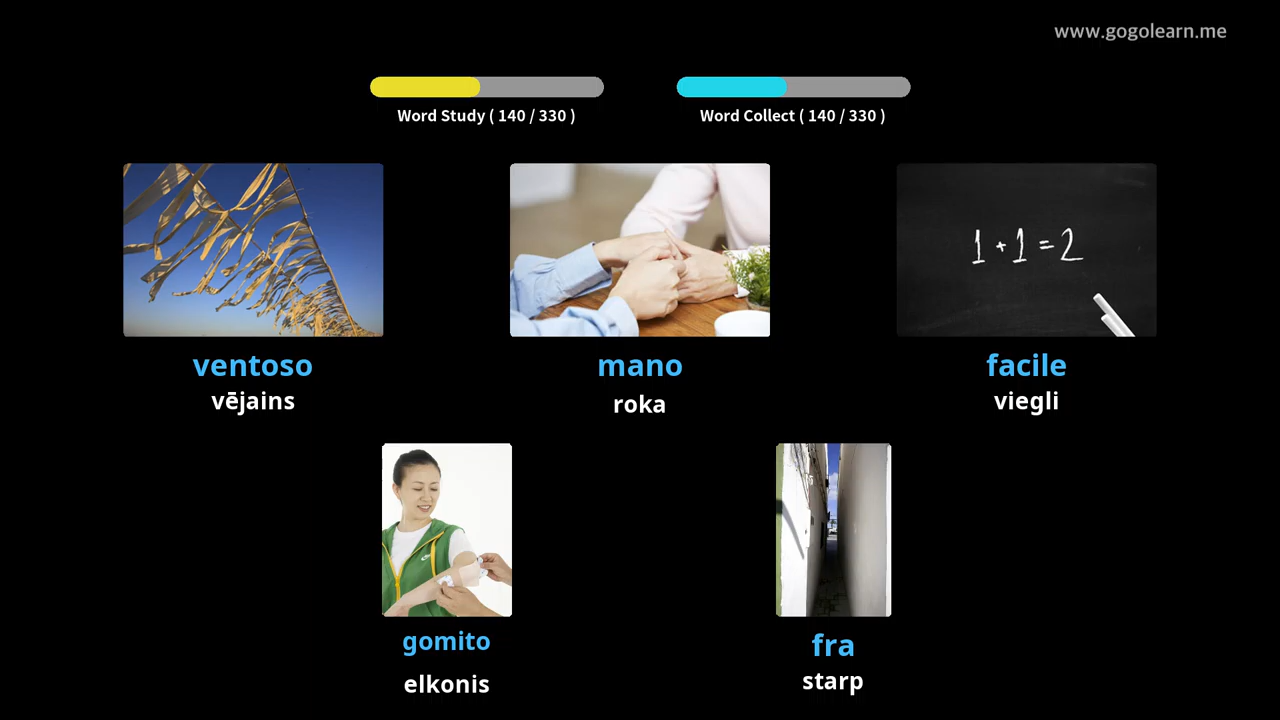 www.gogolearn.me
Word Study ( 140 / 330 )
Word Collect ( 140 / 330 )
1 + 1 = 2
ventoso
vējains
mano
roka
facile
viegli
gomito
elkonis
fra
starp